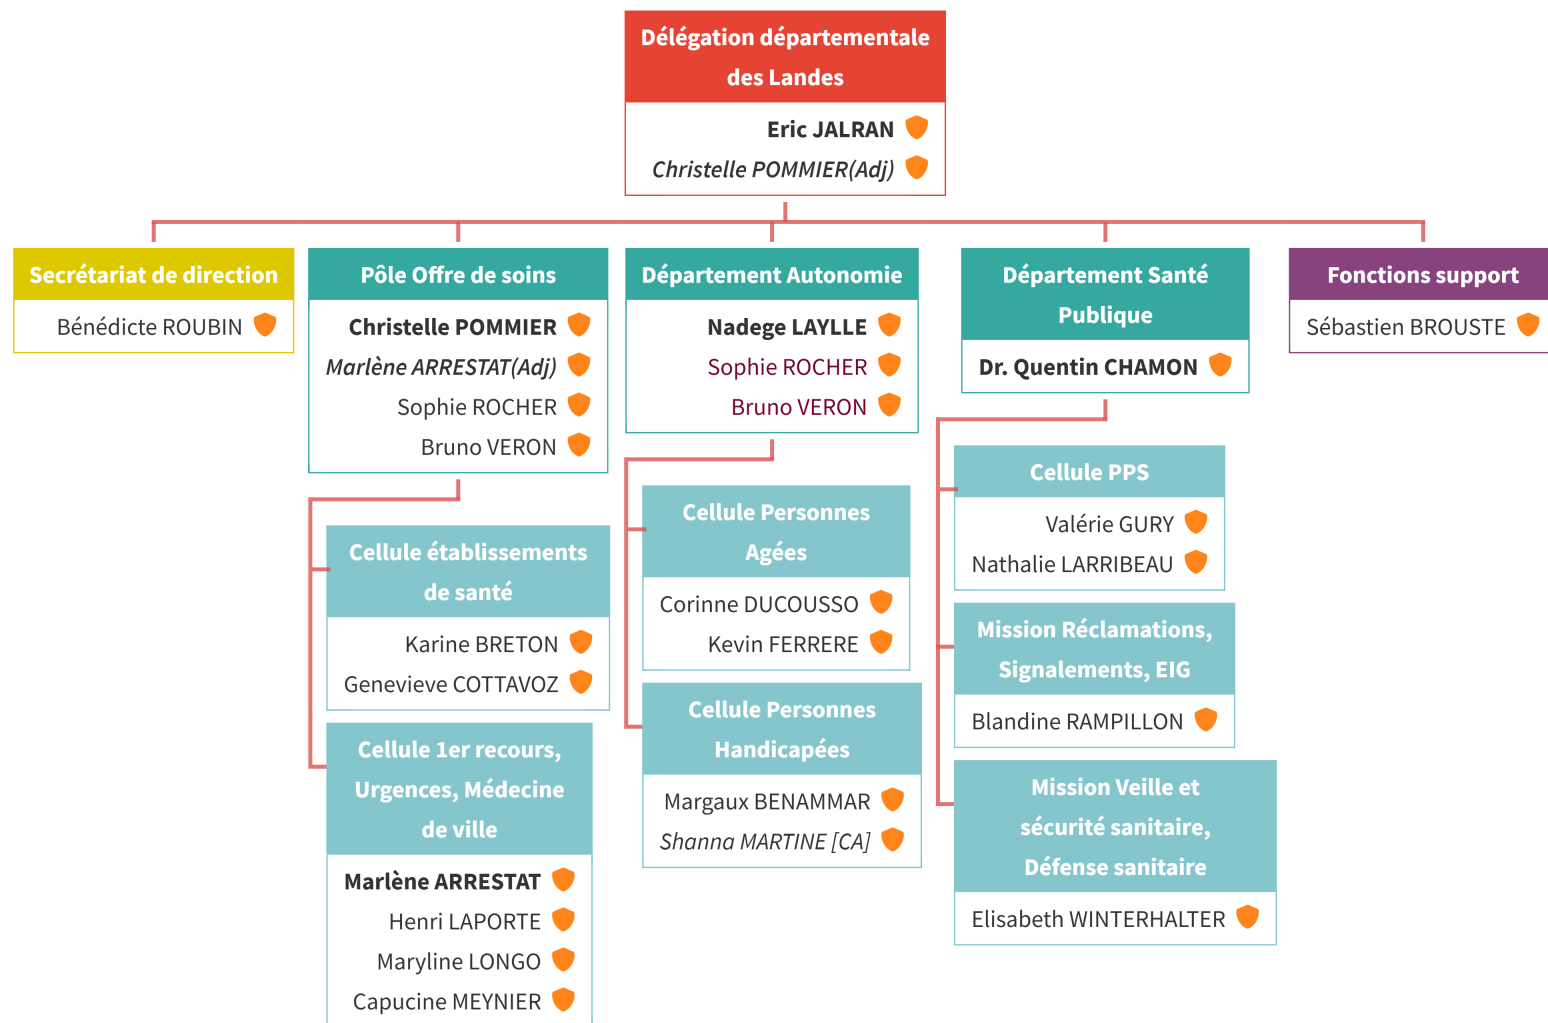 Délégation départementale
des Landes
Eric JALRAN
Christelle POMMIER(Adj)
Secrétariat de direction
Bénédicte ROUBIN
Pôle Offre de soins
Christelle POMMIER
Marlène ARRESTAT(Adj)
Sophie ROCHER
Bruno VERON
Cellule établissements
de santé
Karine BRETON
Genevieve COTTAVOZ
Cellule 1er recours,
Urgences, Médecine
de ville
Marlène ARRESTAT
Henri LAPORTE
Maryline LONGO
Capucine MEYNIER
Département Autonomie
Nadege LAYLLE
Sophie ROCHER
Bruno VERON
Cellule Personnes
Agées
Corinne DUCOUSSO
Kevin FERRERE
Cellule Personnes
Handicapées
Margaux BENAMMAR
Shanna MARTINE [CA]
Département Santé
Publique
Dr. Quentin CHAMON
Cellule PPS
Valérie GURY
Nathalie LARRIBEAU
Mission Réclamations,
Signalements, EIG
Blandine RAMPILLON
Mission Veille et
sécurité sanitaire,
Défense sanitaire
Elisabeth WINTERHALTER
Fonctions support
Sébastien BROUSTE